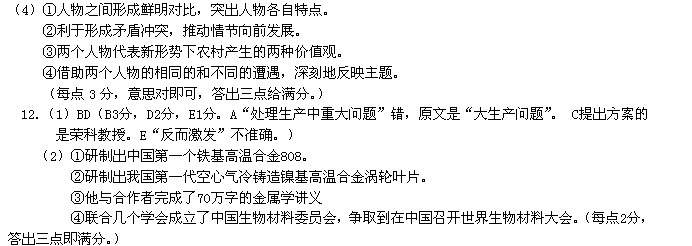 （4）①人物之间形成鲜明对比，突出人物各自特点。
②利于形成矛盾冲突，推动情节向前发展。
③两个人物代表新形势下农村产生的两种价值观。
④借助两个人物的相同的和不同的遭遇，深刻地反映主题。
（每点 3 分，意思对即可，答出三点给满分。）
12.（1）BD（B3分，D2分，E1分。A“处理生产中重大问题”错，原文是“大生产问题”。 C提出方案的
是荣科教授。E“反而激发”不准确。）
（2）①研制出中国第一个铁基高温合金808。
②研制出我国第一代空心气冷铸造镍基高温合金涡轮叶片。
③他与合作者完成了70万字的金属学讲义
④联合几个学会成立了中国生物材料委员会，争取到在中国召开世界生物材料大会。（每点2分，
答出三点即满分。）